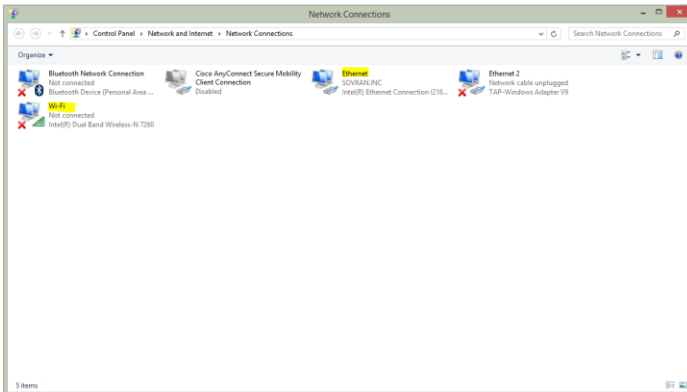 Network Connections
Control Panel › Network and Internet › Network Connections
Search Network Connections
Organize
Bluetooth Network Connection
Not connected
Bluetooth Device (Personal Area ...
Cisco AnyConnect Secure Mobility
Client Connection
Disabled
Ethernet
SOVRAN.INC
Intel(R) Ethernet Connection I218...
Ethernet 2
Network cable unplugged
TAP-Windows Adapter V9
Wi-Fi
Not connected
Intel(R) Dual Band Wireless-N 7260
5 items